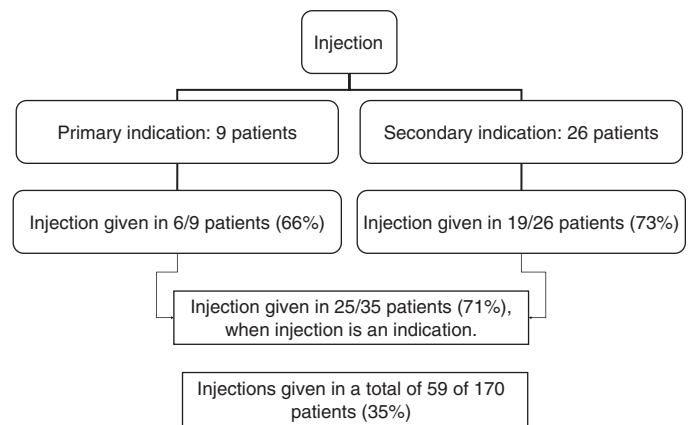 Injection
Primary indication: 9 patients
Secondary indication: 26 patients
Injection given in 6/9 patients (66%)
Injection given in 19/26 patients (73%)
Injection given in 25/35 patients (71%),
when injection is an indication.
Injections given in a total of 59 of 170
patients (35%)